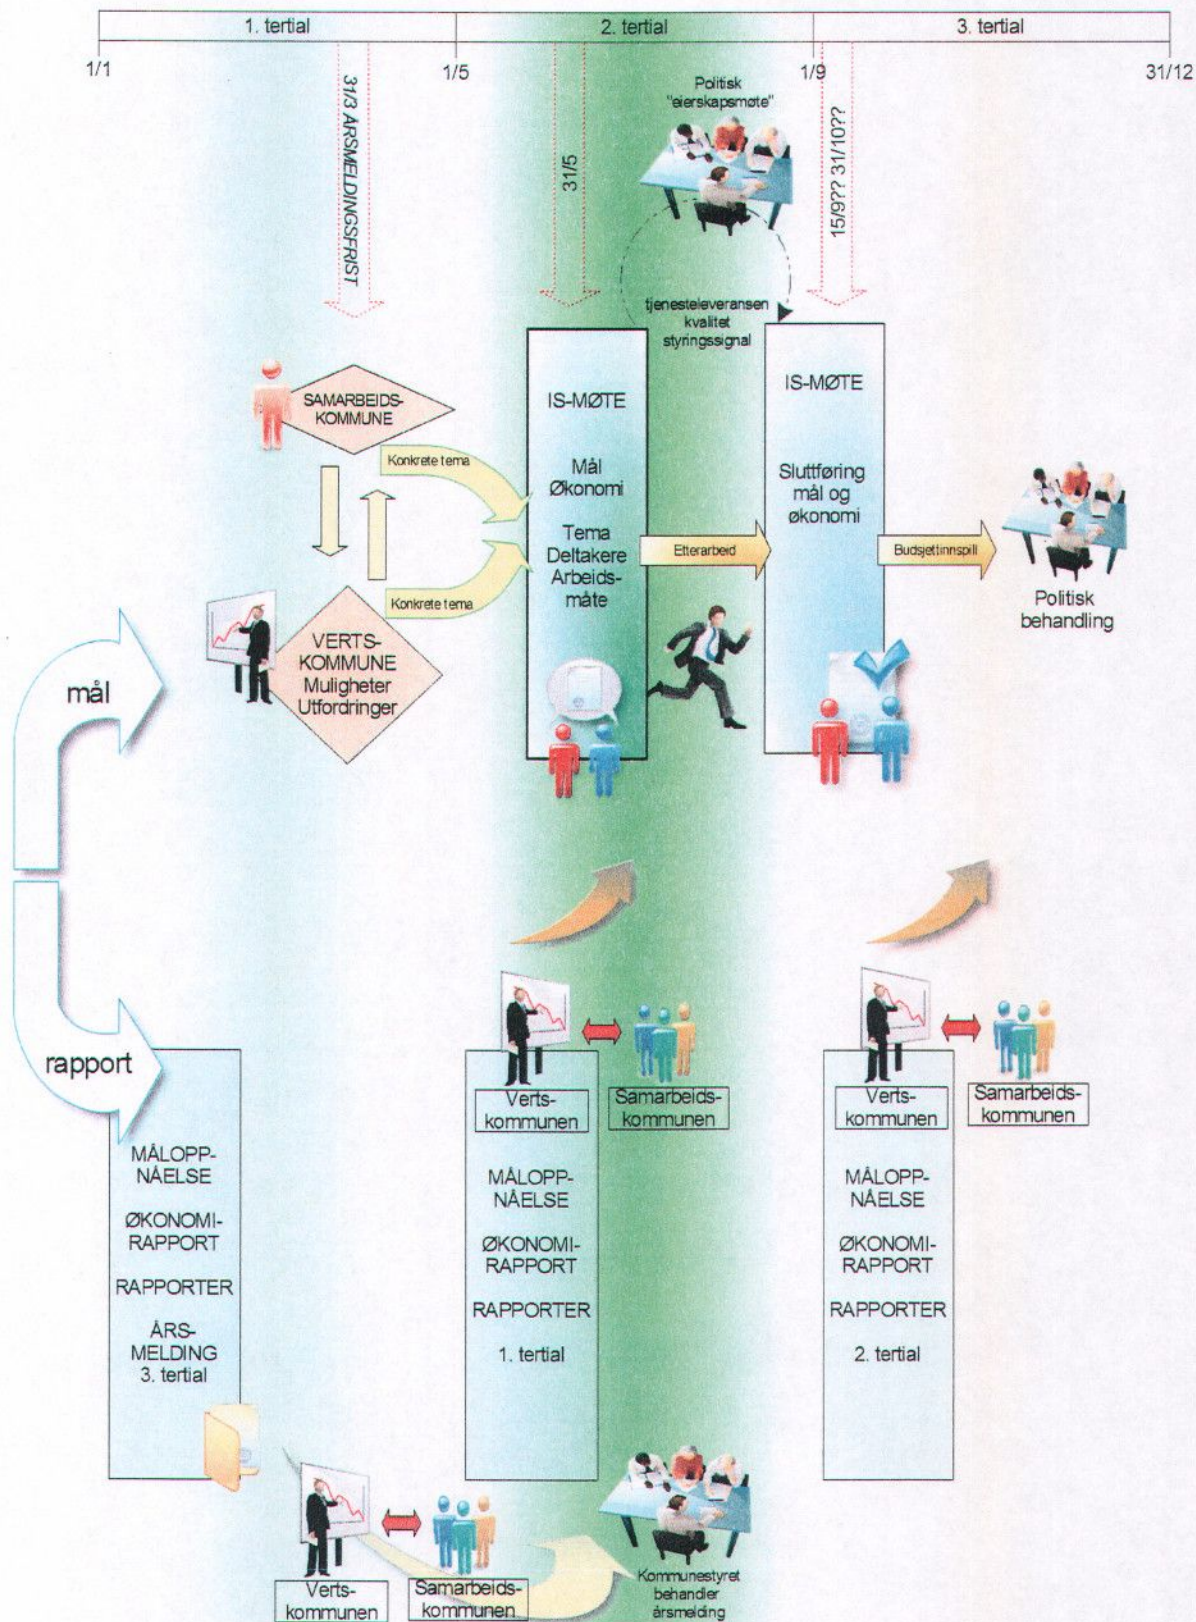 1. tertial
2. tertial
3. tertial
1/1
1/5
1/9
31/12
31/3 ÅRSMELDINGSFRIST
31/5
15/9?? 31/10??
Politisk
"eierskapsmøte"
tjenesteleveransen
kvalitet
styringssignal
SAMARBEIDS-
KOMMUNE
Konkrete tema
Konkrete tema
VERTS-
KOMMUNE
Muligheter
Utfordringer
IS-MØTE
Mål
Økonomi
Tema
Deltakere
Arbeids-
måte
Etterarbeid
IS-MØTE
Sluttføring
mål og
økonomi
Budsjettinnspill
Politisk
behandling
mål
rapport
MÅLOPP-
NÅELSE
ØKONOMI-
RAPPORT
RAPPORTER
ÅRS-
MELDING
3. tertial
Verts-
kommunen
Samarbeids-
kommunen
MÅLOPP-
NÅELSE
ØKONOMI-
RAPPORT
RAPPORTER
1. tertial
Verts-
kommunen
Samarbeids-
kommunen
MÅLOPP-
NÅELSE
ØKONOMI-
RAPPORT
RAPPORTER
2. tertial
Verts-
kommunen
Samarbeids-
kommunen
Kommunestyret
behandler
årsmelding